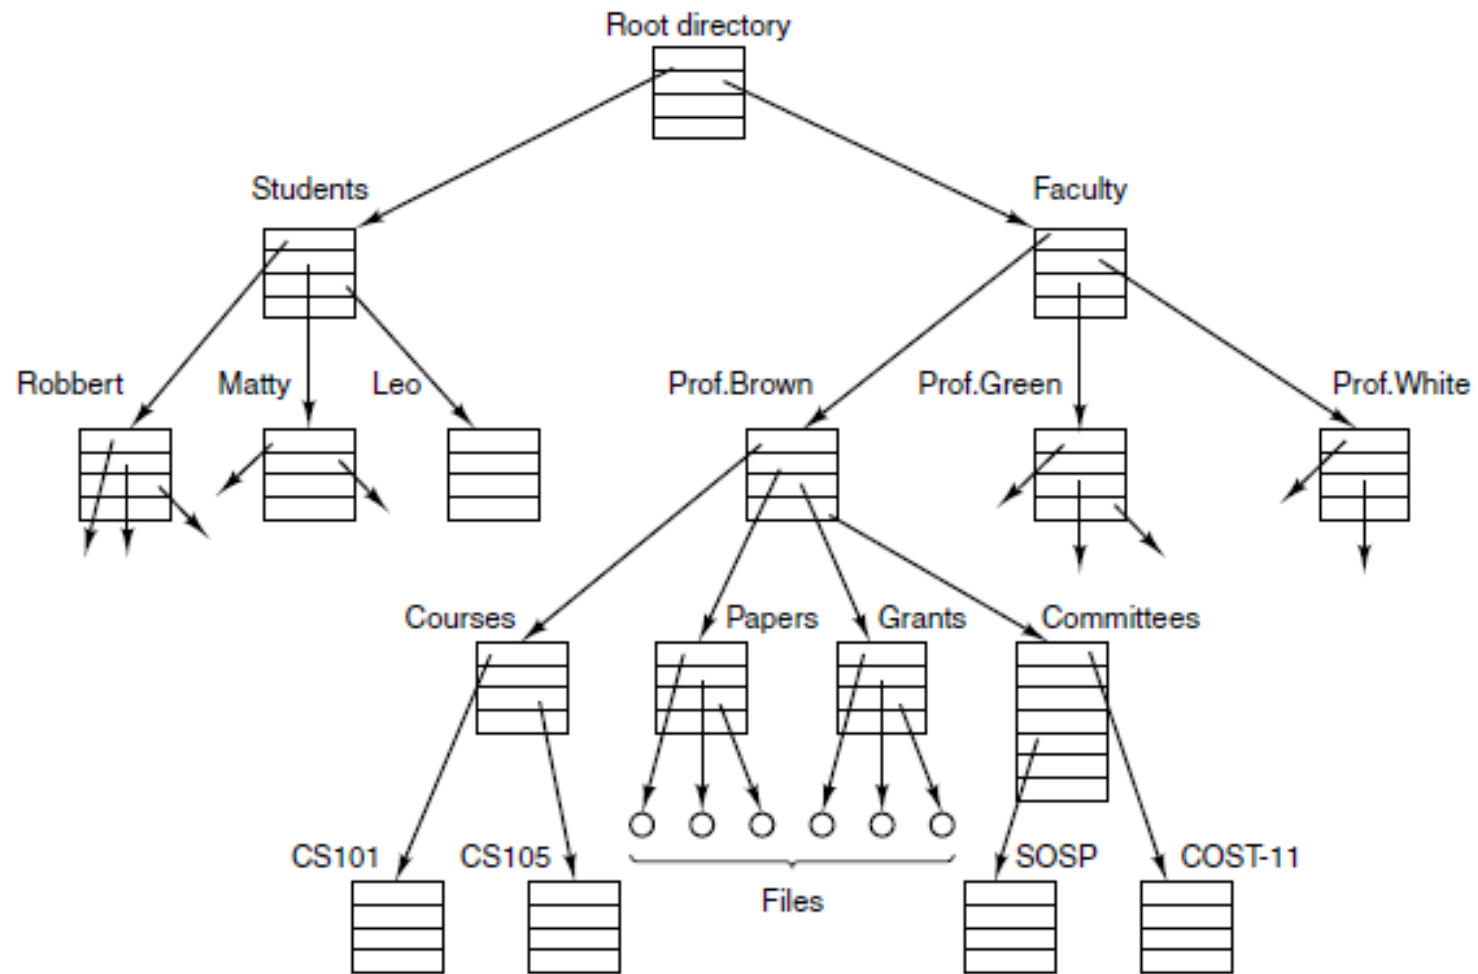 Root directory
Students
Faculty
Robbert
Matty
Leo
Prof.Brown
Prof.Green
Prof.White
Courses
Papers
Grants
Committees
CS101
CS105
SOSP
COST-11
Files